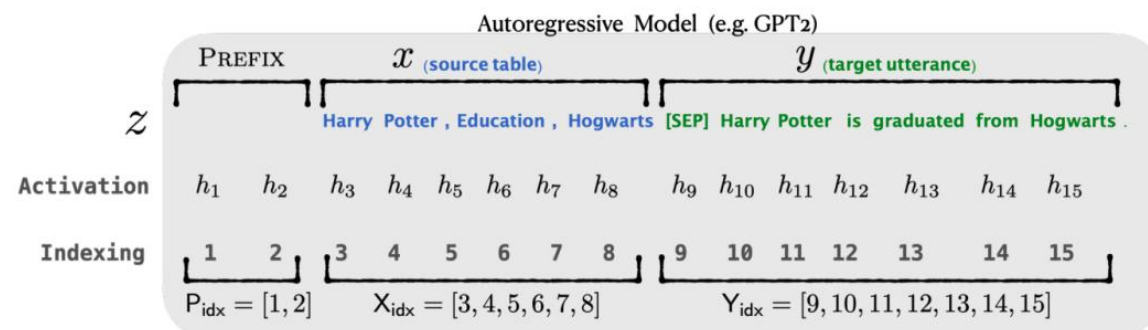 Autoregressive Model (e.g. GPT2)
PREFIX x (source table) y (target utterance)
z Harry Potter , Education , Hogwarts [SEP] Harry Potter is graduated from Hogwarts .
Activation h₁ h₂ h₃ h₄ h₅ h₆ h₇ h₈ h₉ h₁₀ h₁₁ h₁₂ h₁₃ h₁₄ h₁₅
Indexing 1 2 3 4 5 6 7 8 9 10 11 12 13 14 15
P_idx = [1, 2] X_idx = [3, 4, 5, 6, 7, 8] Y_idx = [9, 10, 11, 12, 13, 14, 15]